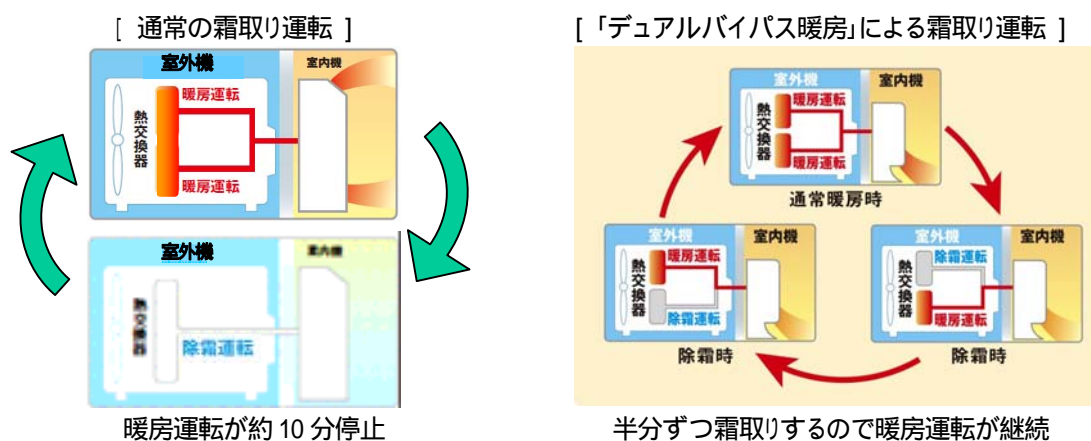 [ 通常の霜取り運転 ]
室外機
室内機
暖房運転
熱交換器
暖房運転
室外機
室内機
熱交換器
除霜運転
暖房運転が約 10 分停止
[ 「デュアルバイパス暖房」による霜取り運転 ]
室外機
室内機
暖房運転
熱交換器
暖房運転
通常暖房時
室外機
室内機
暖房運転
熱交換器
除霜運転
除霜時
室外機
室内機
除霜運転
熱交換器
暖房運転
除霜時
半分ずつ霜取りするので暖房運転が継続